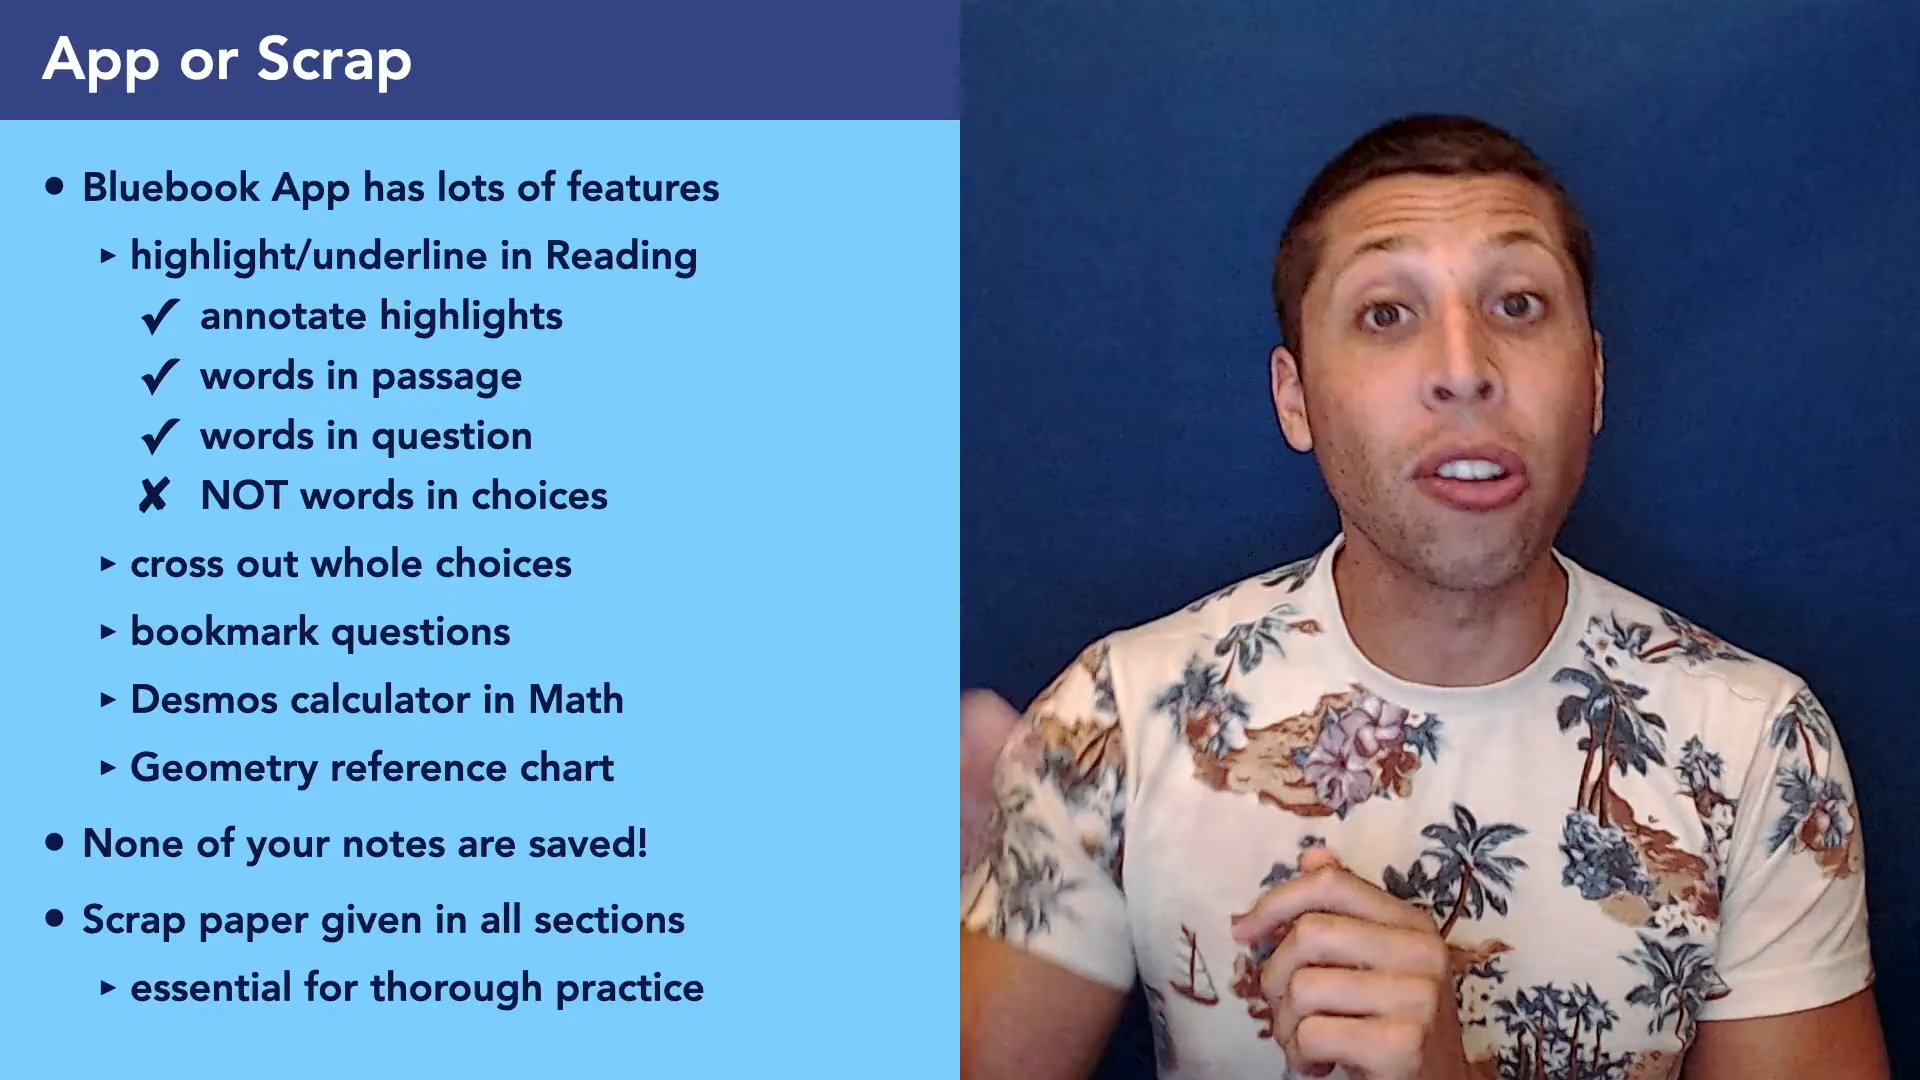 App or Scrap
• Bluebook App has lots of features
▸ highlight/underline in Reading
✓ annotate highlights
✓ words in passage
✓ words in question
✘ NOT words in choices
▸ cross out whole choices
▸ bookmark questions
▸ Desmos calculator in Math
▸ Geometry reference chart
• None of your notes are saved!
• Scrap paper given in all sections
▸ essential for thorough practice